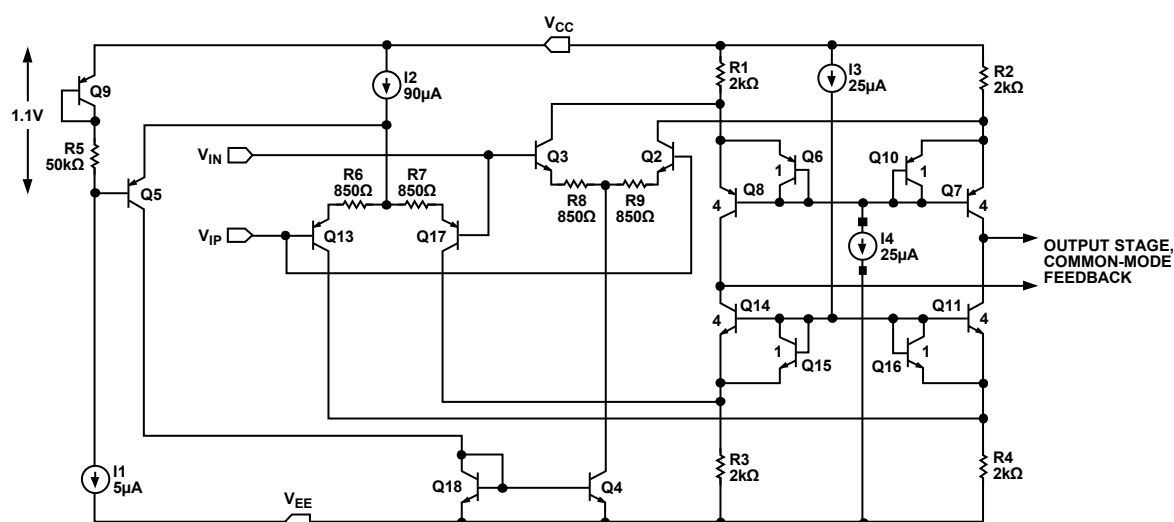 VCC
R1
2kΩ
I3
25µA
R2
2kΩ
I2
90µA
Q9
1.1V
R5
50kΩ
Q5
VIN
Q3
Q2
R6
850Ω
R7
850Ω
R8
850Ω
R9
850Ω
VIP
Q13
Q17
Q6
1
Q10
1
Q8
4
Q7
4
I4
25µA
OUTPUT STAGE,
COMMON-MODE
FEEDBACK
Q14
4
Q11
4
1
Q15
1
Q16
I1
5µA
VEE
Q18
Q4
R3
2kΩ
R4
2kΩ